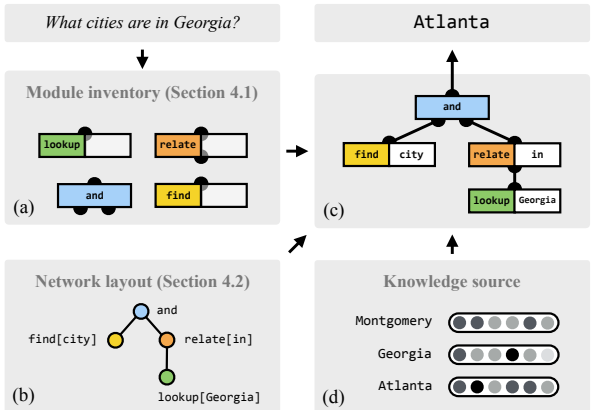 What cities are in Georgia?
Atlanta
Module inventory (Section 4.1)
lookup
relate
and
find
(a)
and
find city
relate in
lookup Georgia
(c)
Network layout (Section 4.2)
and
find[city]
relate[in]
lookup[Georgia]
(b)
Knowledge source
Montgomery
Georgia
Atlanta
(d)